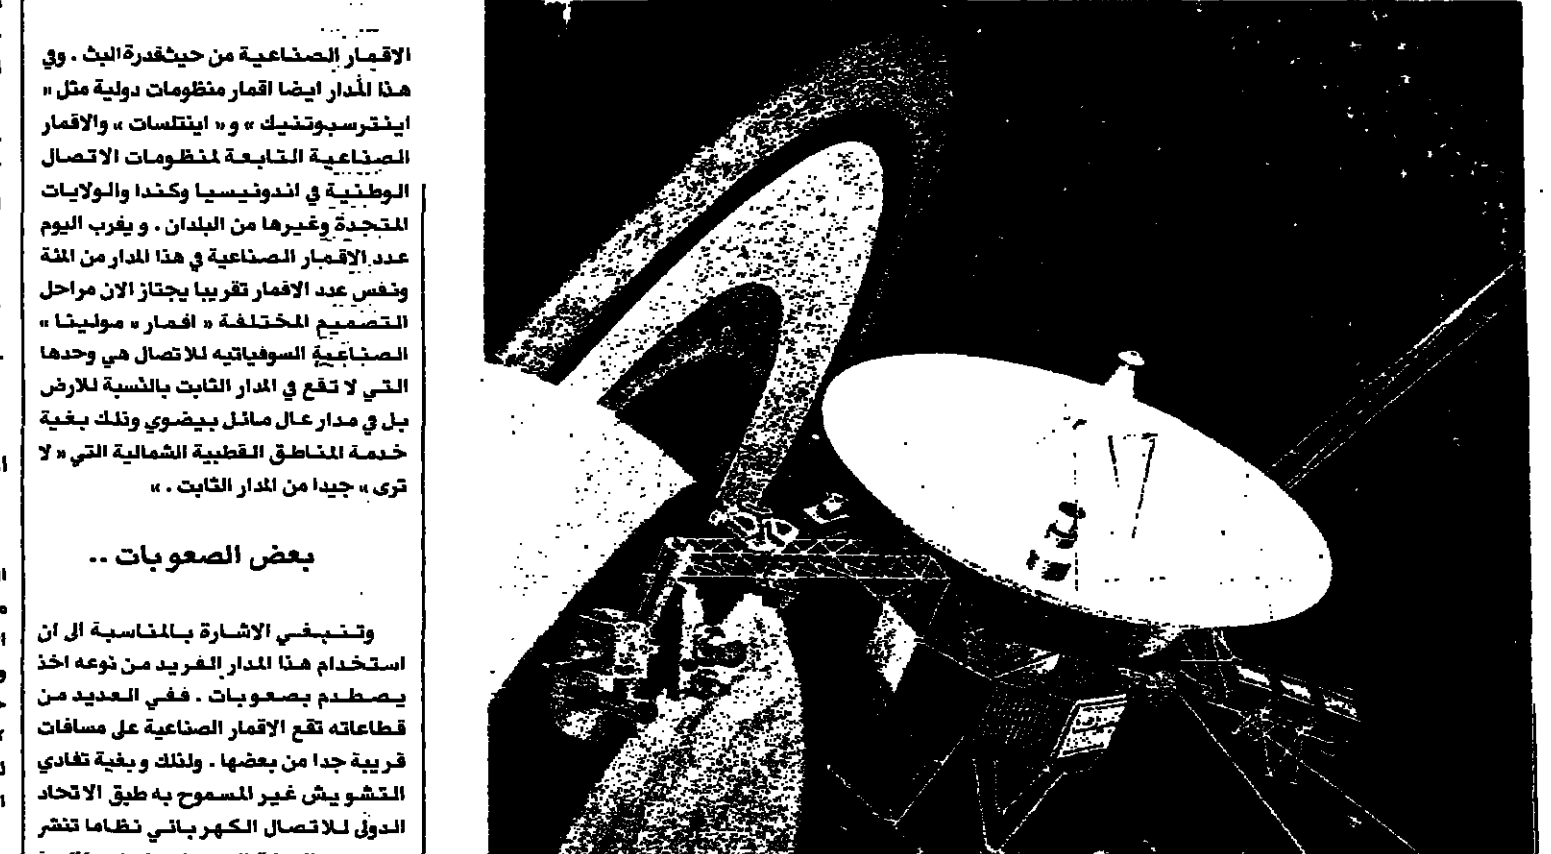 الاقمار الصناعية من حيثقدرة البث . وفي
هذا المدار ايضا اقمار منظومات دولية مثل «
اينترسبوتنيك » و « اينتلسات » والاقمار
الصناعية التابعة لمنظومات الاتصال
الوطنية في اندونيسيا وكندا والولايات
المتحدة وغيرها من البلدان . ويقرب اليوم
عدد الاقمار الصناعية في هذا المدار من المئة
ونفس عدد الاقمار تقريبا يجتاز الان مراحل
التصميم المختلفة « اقمار « مولينا »
الصناعية السوفياتيه للاتصال هي وحدها
التي لا تقع في المدار الثابت بالنسبة للارض
بل في مدار عال مائل بيضوي وذلك بغية
خدمة المناطق القطبية الشمالية التي « لا
ترى » جيدا من المدار الثابت . »
بعض الصعوبات ..
وتنبغي الاشارة بالمناسبة الى ان
استخدام هذا المدار الفريد من نوعه اخذ
يصطدم بصعوبات . ففي العديد من
قطاعاته تقع الاقمار الصناعية على مسافات
قريبة جدا من بعضها . ولذلك وبغية تفادي
التشويش غير المسموح به طبق الاتحاد
الدولي للاتصال الكهربائي نظاما تنشر